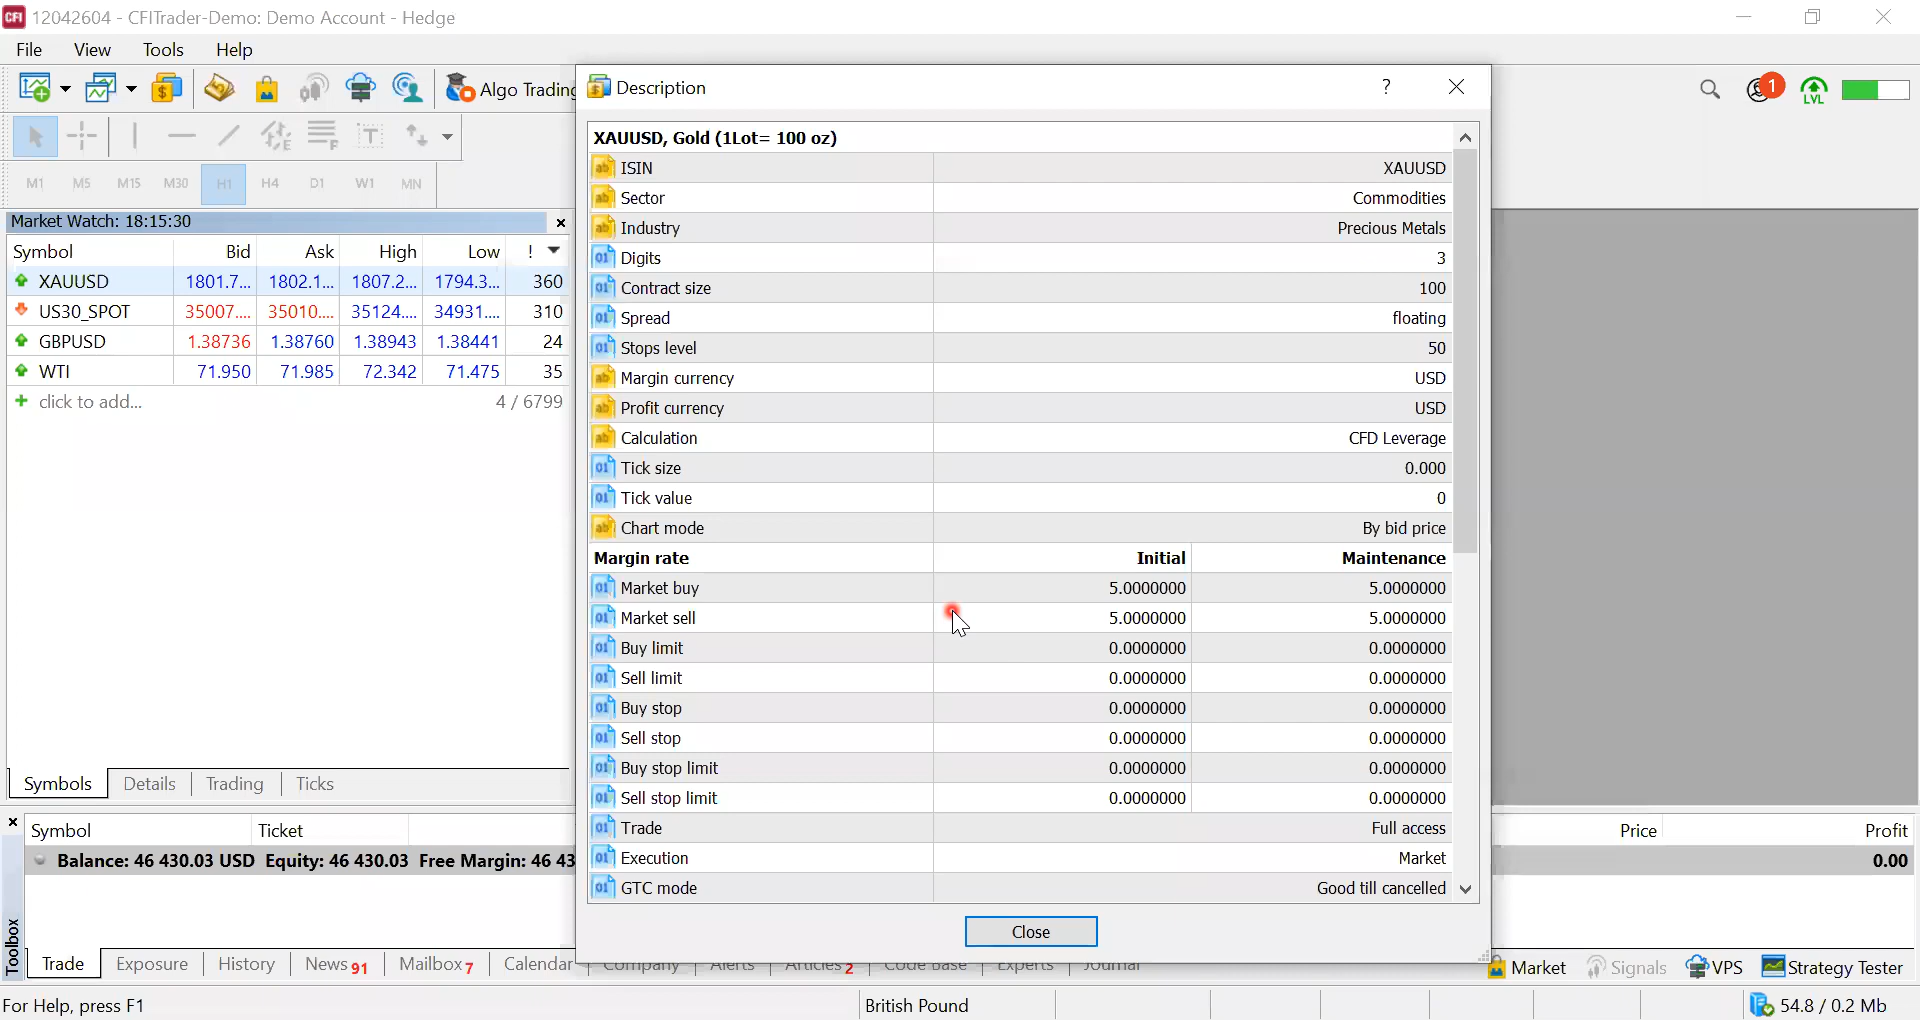 CFI 12042604 - CFITrader-Demo: Demo Account - Hedge
File View Tools Help
Algo Trading
1
LVL
M1 M5 M15 M30 H1 H4 D1 W1 MN
Market Watch: 18:15:30
Symbol Bid Ask High Low !
XAUUSD 1801.7... 1802.1... 1807.2... 1794.3... 360
US30_SPOT 35007.... 35010.... 35124.... 34931.... 310
GBPUSD 1.38736 1.38760 1.38943 1.38441 24
WTI 71.950 71.985 72.342 71.475 35
click to add... 4 / 6799
Symbols Details Trading Ticks
Description ?
XAUUSD, Gold (1Lot= 100 oz)
ISIN XAUUSD
Sector Commodities
Industry Precious Metals
Digits 3
Contract size 100
Spread floating
Stops level 50
Margin currency USD
Profit currency USD
Calculation CFD Leverage
Tick size 0.000
Tick value 0
Chart mode By bid price
Margin rate Initial Maintenance
Market buy 5.0000000 5.0000000
Market sell 5.0000000 5.0000000
Buy limit 0.0000000 0.0000000
Sell limit 0.0000000 0.0000000
Buy stop 0.0000000 0.0000000
Sell stop 0.0000000 0.0000000
Buy stop limit 0.0000000 0.0000000
Sell stop limit 0.0000000 0.0000000
Trade Full access
Execution Market
GTC mode Good till cancelled
Close
Symbol Ticket Price Profit
Balance: 46 430.03 USD Equity: 46 430.03 Free Margin: 46 43 0.00
Toolbox
Trade Exposure History News 91 Mailbox 7 Calendar Company Alerts Articles 2 Code Base Experts Journal Market Signals VPS Strategy Tester
For Help, press F1 British Pound 54.8 / 0.2 Mb